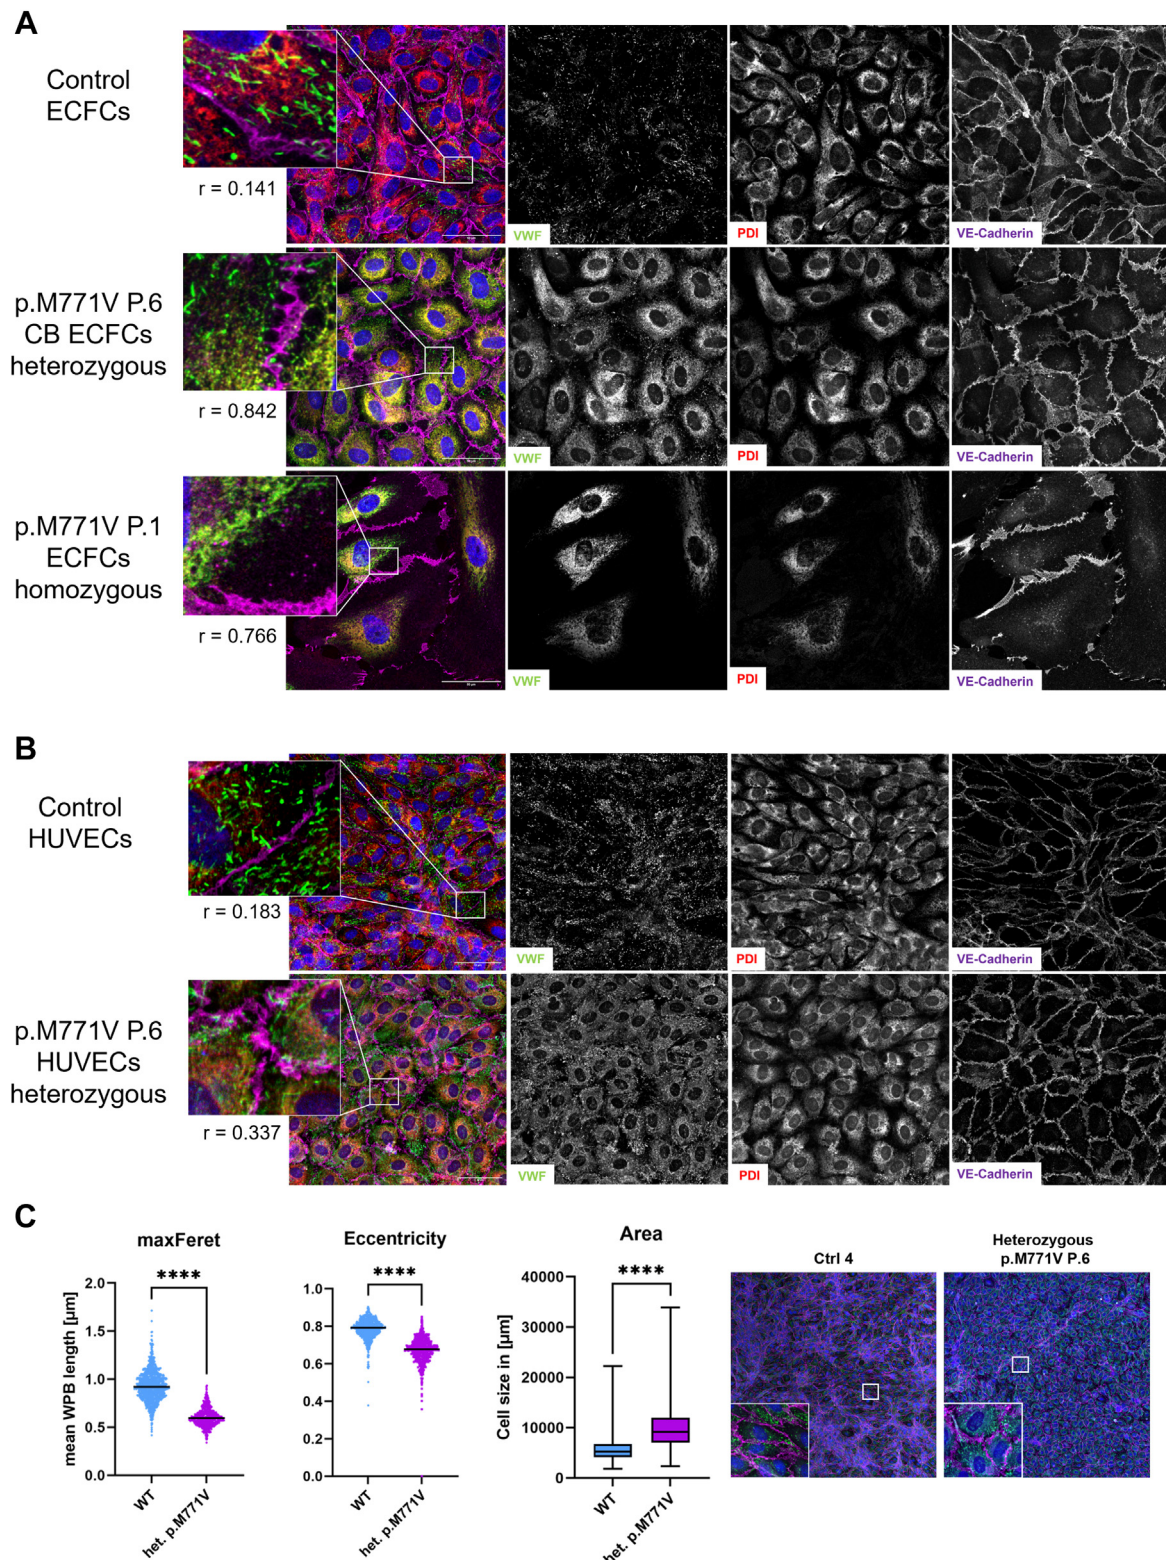 A
Control
ECFCs
r = 0.141
VWF
PDI
VE-Cadherin
p.M771V P.6
CB ECFCs
heterozygous
r = 0.842
VWF
PDI
VE-Cadherin
p.M771V P.1
ECFCs
homozygous
r = 0.766
VWF
PDI
VE-Cadherin
B
Control
HUVECs
r = 0.183
VWF
PDI
VE-Cadherin
p.M771V P.6
HUVECs
heterozygous
r = 0.337
VWF
PDI
VE-Cadherin
C
maxFeret
****
mean WPB length [µm]
2.0
1.5
1.0
0.5
0.0
WT
het. p.M771V
Eccentricity
****
1.0
0.8
0.6
0.4
0.2
0.0
WT
het. p.M771V
Area
****
Cell size in [µm]
40000
30000
20000
10000
0
WT
het. p.M771V
Ctrl 4
Heterozygous
p.M771V P.6